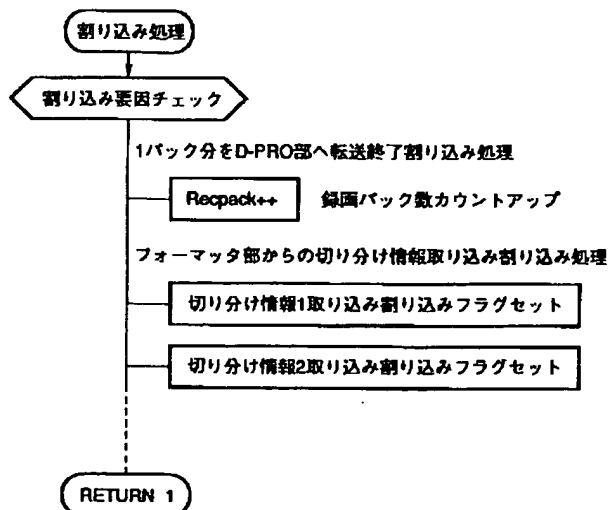 割り込み処理
割り込み要因チェック
1パック分をD-PRO部へ転送終了割り込み処理
Recpack++ 録画パック数カウントアップ
フォーマッタ部からの切り分け情報取り込み割り込み処理
切り分け情報1取り込み割り込みフラグセット
切り分け情報2取り込み割り込みフラグセット
RETURN 1